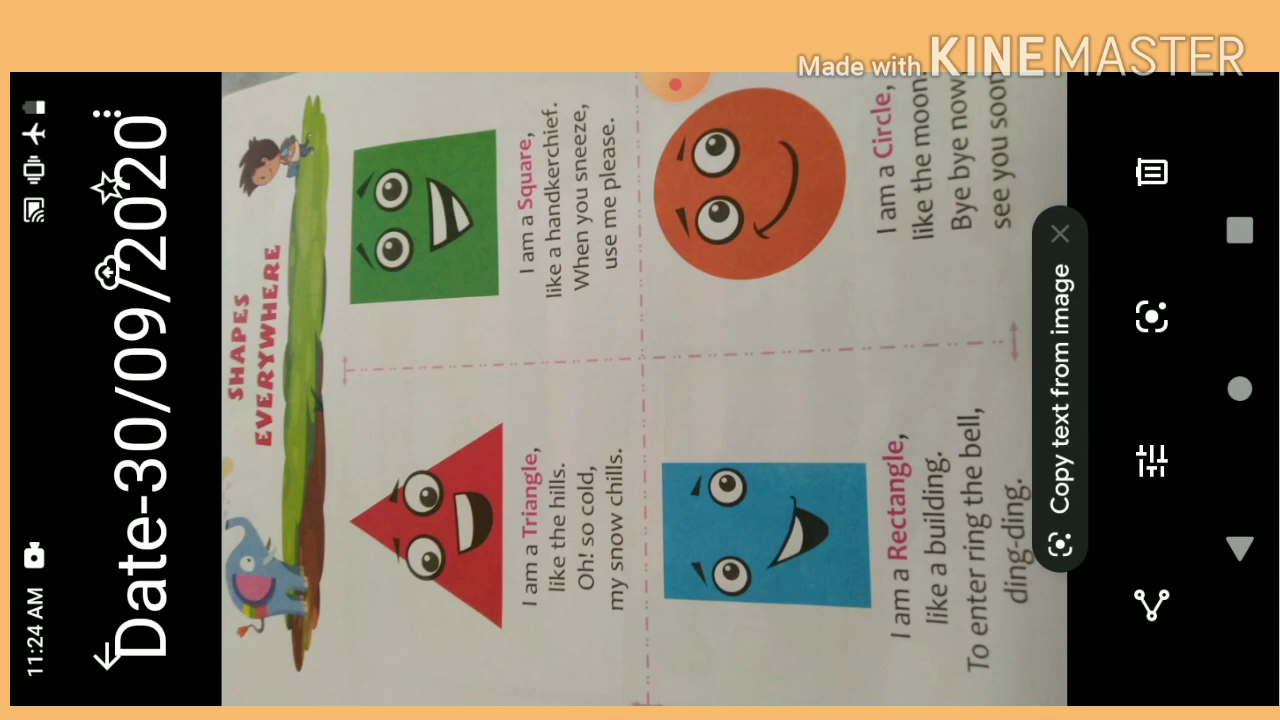 Made with KINEMASTER
11:24 AM
Date-30/09/2020
SHAPES
EVERYWHERE
I am a Triangle,
like the hills.
Oh! so cold,
my snow chills.
I am a Square,
like a handkerchief.
When you sneeze,
use me please.
I am a Rectangle,
like a building.
To enter ring the bell,
ding-ding.
I am a Circle,
like the moon.
Bye bye now
see you soon
Copy text from image